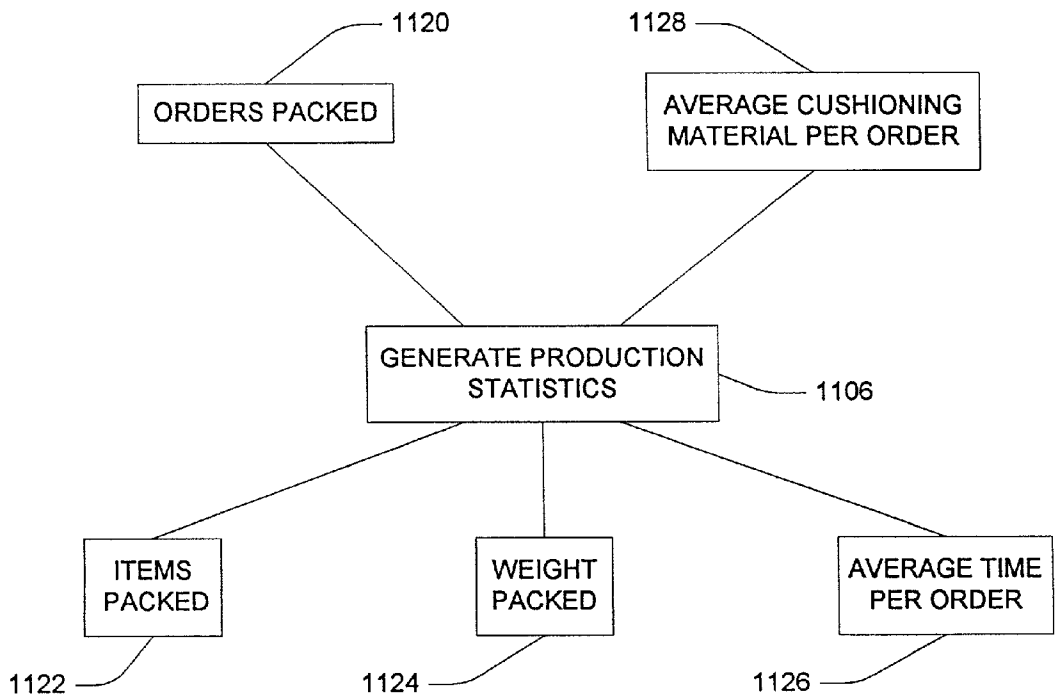 1120
1128
ORDERS PACKED
AVERAGE CUSHIONING
MATERIAL PER ORDER
GENERATE PRODUCTION
STATISTICS
1106
ITEMS
PACKED
WEIGHT
PACKED
AVERAGE TIME
PER ORDER
1122
1124
1126